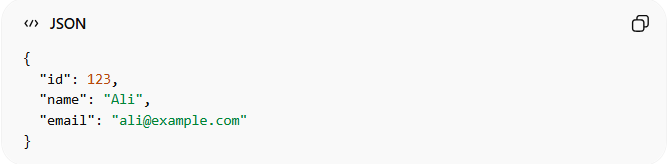 </> JSON
{
  "id": 123,
  "name": "Ali",
  "email": "ali@example.com"
}